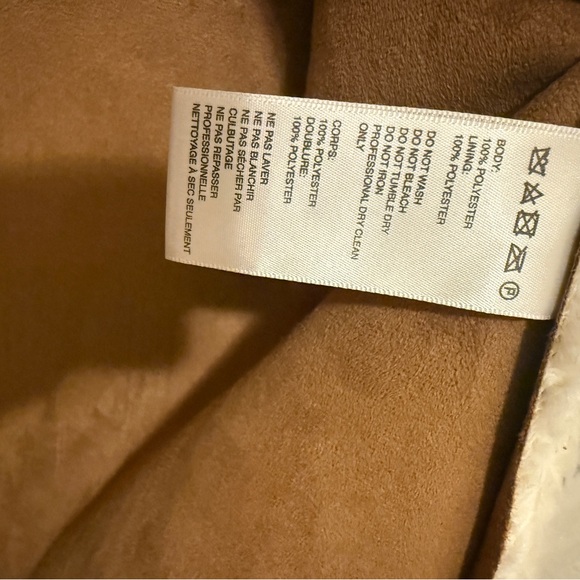 BODY:
100% POLYESTER
LINING:
100% POLYESTER
DO NOT WASH
DO NOT BLEACH
DO NOT TUMBLE DRY
DO NOT IRON
PROFESSIONAL DRY CLEAN
ONLY
CORPS:
100% POLYESTER
DOUBLURE:
100% POLYESTER
NE PAS LAVER
NE PAS BLANCHIR
NE PAS SÉCHER PAR
CULBUTAGE
NE PAS REPASSER
PROFESSIONNELLE
NETTOYAGE À SEC SEULEMENT
P